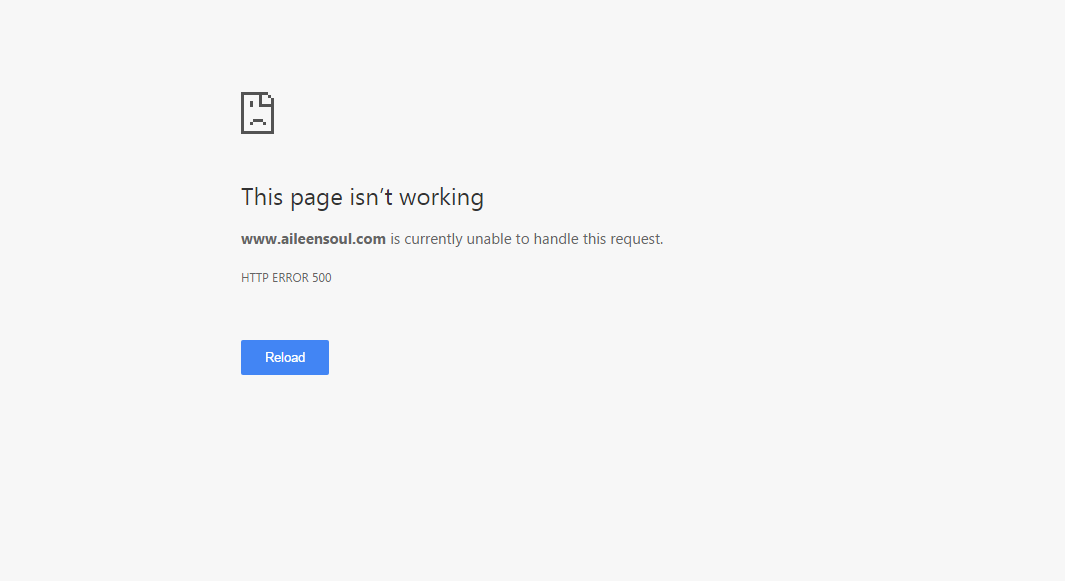 This page isn’t working
www.aileensoul.com is currently unable to handle this request.
HTTP ERROR 500
Reload